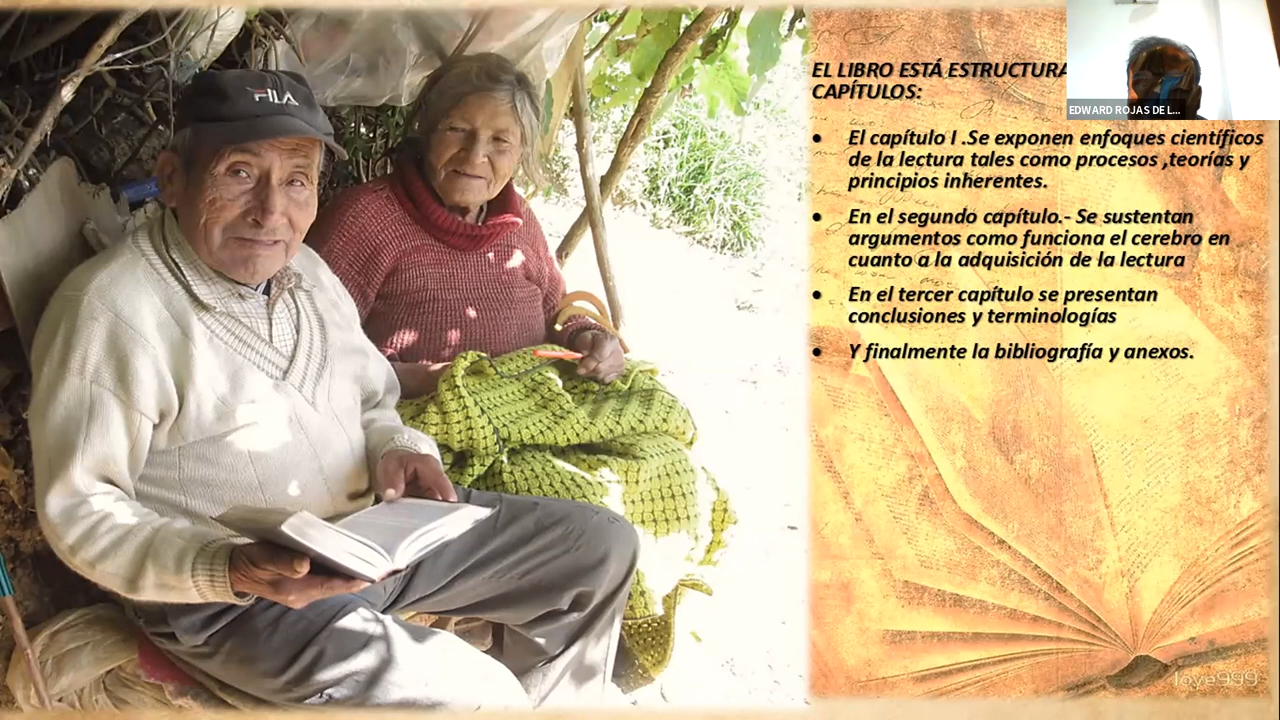 FILA
EL LIBRO ESTÁ ESTRUCTURA
CAPÍTULOS:
EDWARD ROJAS DE L...
• El capítulo I .Se exponen enfoques científicos
de la lectura tales como procesos ,teorías y
principios inherentes.
• En el segundo capítulo.- Se sustentan
argumentos como funciona el cerebro en
cuanto a la adquisición de la lectura
• En el tercer capítulo se presentan
conclusiones y terminologías
• Y finalmente la bibliografía y anexos.
loye999